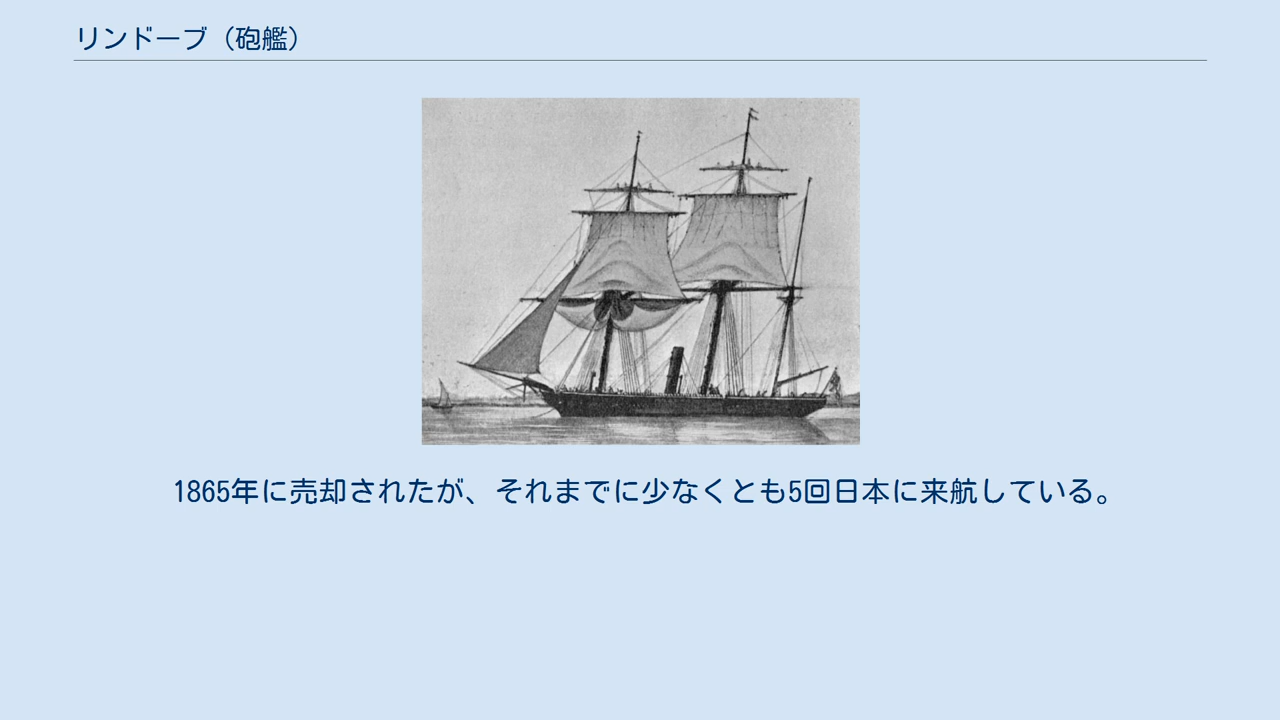 リンドーブ（砲艦）
1865年に売却されたが、それまでに少なくとも5回日本に来航している。